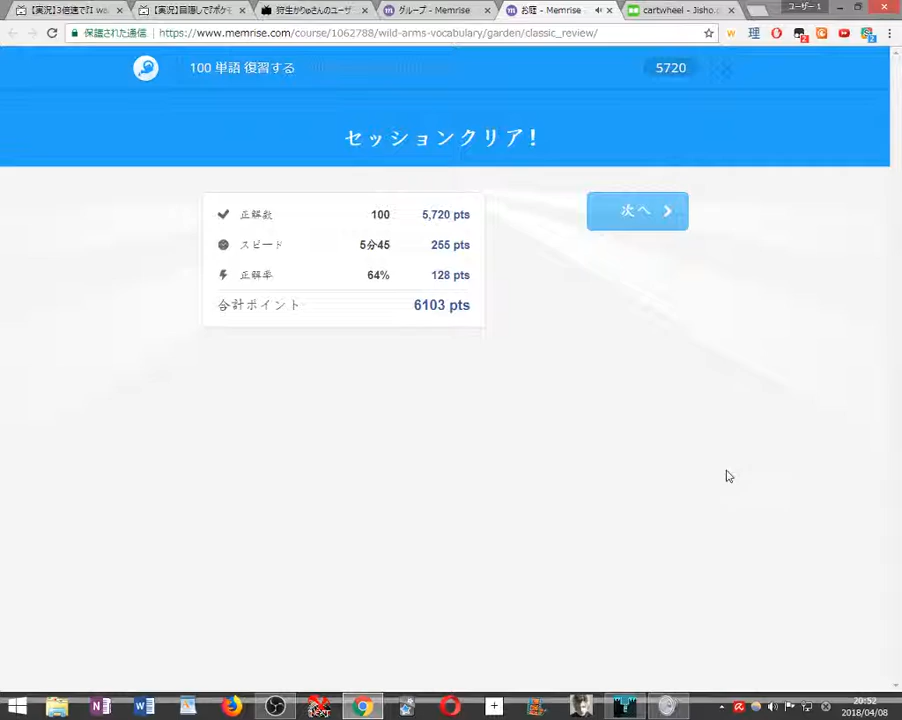 【実況】3倍速で『I wa
【実況】目隠しで『ポケモ
狩生かりゅさんのユーザ
グループ - Memrise
お庭 - Memrise
cartwheel - Jisho.o
ユーザー 1
保護された通信
https://www.memrise.com/course/1062788/wild-arms-vocabulary/garden/classic_review/
100 単語 復習する
5720
セッションクリア!
正解数 100 5,720 pts
次へ
スピード 5分45 255 pts
正解率 64% 128 pts
合計ポイント 6103 pts
20:52
2018/04/08